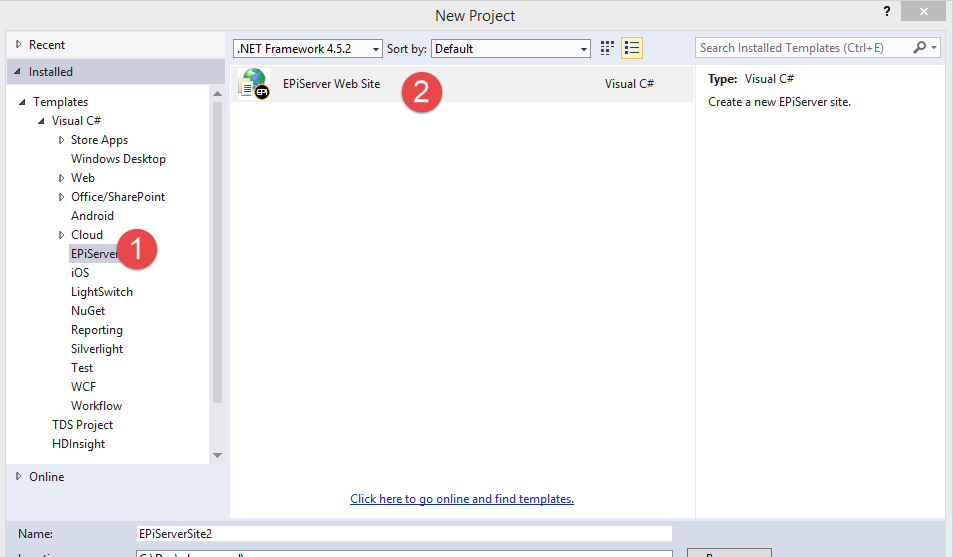 New Project
?
Recent
.NET Framework 4.5.2 Sort by: Default
Search Installed Templates (Ctrl+E)
Installed
Templates
Visual C#
Store Apps
Windows Desktop
Web
Office/SharePoint
Android
Cloud
EPiServer
1
iOS
LightSwitch
NuGet
Reporting
Silverlight
Test
WCF
Workflow
TDS Project
HDInsight
Online
EPI
EPiServer Web Site
2
Visual C#
Type: Visual C#
Create a new EPiServer site.
Click here to go online and find templates.
Name: EPiServerSite2